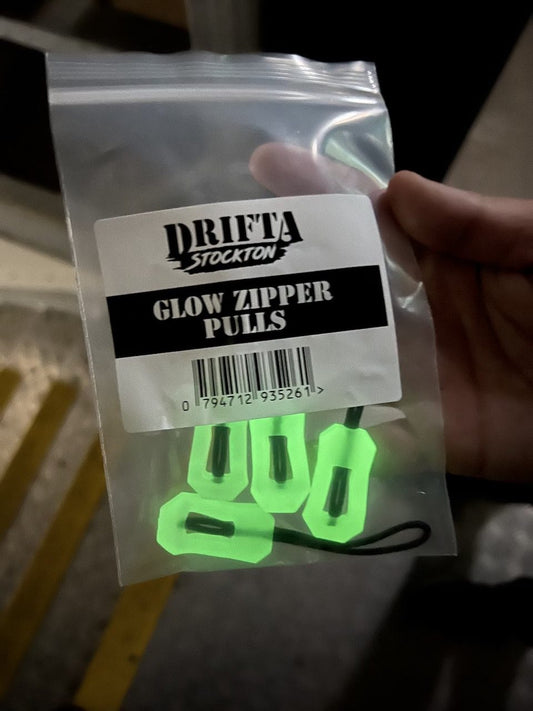 DRIFTA
STOCKTON
GLOW ZIPPER
PULLS
0 794712 935261 >